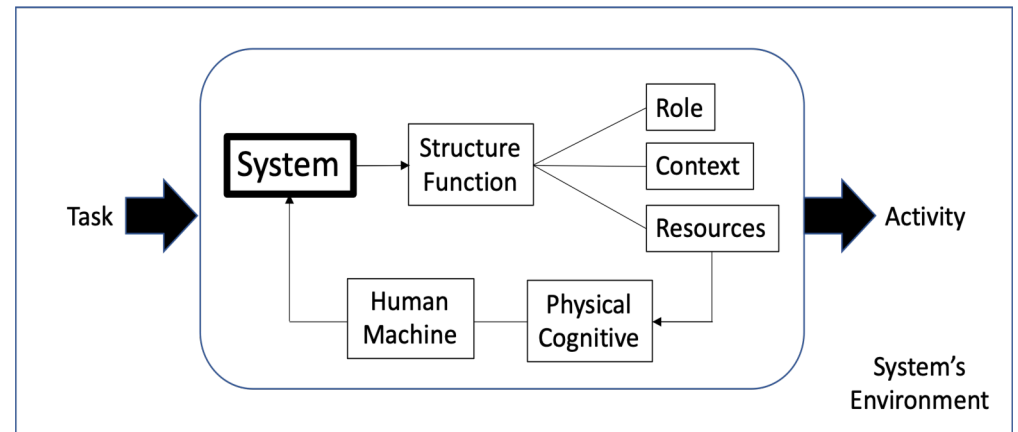 Task
System
Structure
Function
Role
Context
Resources
Human
Machine
Physical
Cognitive
Activity
System's
Environment